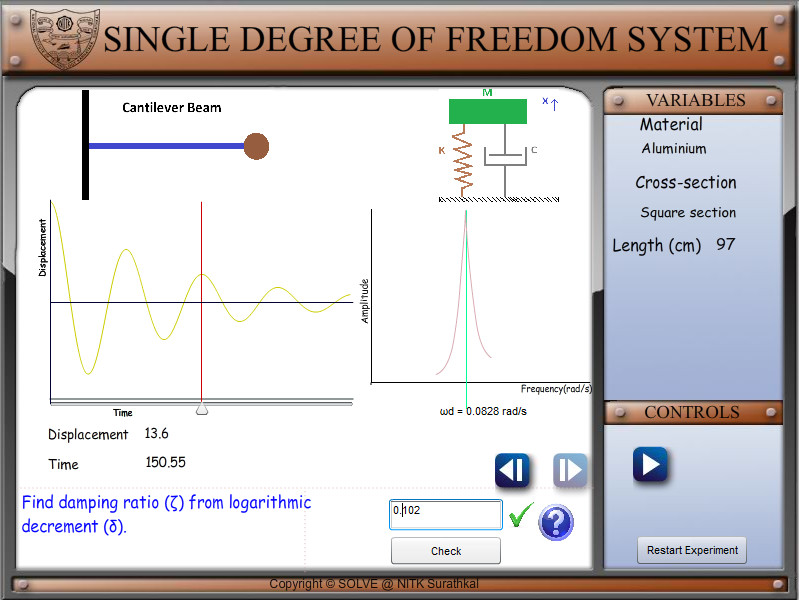 SINGLE DEGREE OF FREEDOM SYSTEM
Cantilever Beam
M
X
K
C
Displacement
Time
Amplitude
Frequency(rad/s)
ωd = 0.0828 rad/s
Displacement 13.6
Time 150.55
Find damping ratio (ζ) from logarithmic
decrement (δ).
0.102
Check
VARIABLES
Material
Aluminium
Cross-section
Square section
Length (cm) 97
CONTROLS
Restart Experiment
Copyright © SOLVE @ NITK Surathkal